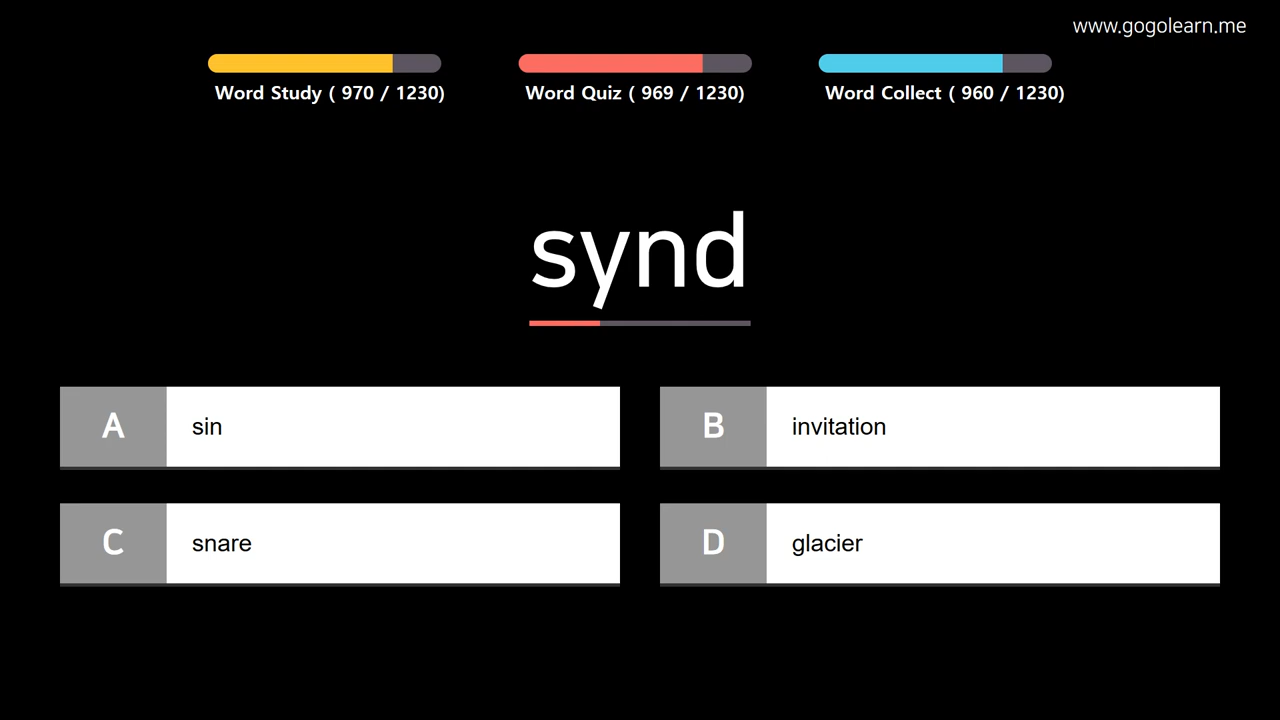 www.gogolearn.me
Word Study ( 970 / 1230)
Word Quiz ( 969 / 1230)
Word Collect ( 960 / 1230)
synd
A sin
B invitation
C snare
D glacier